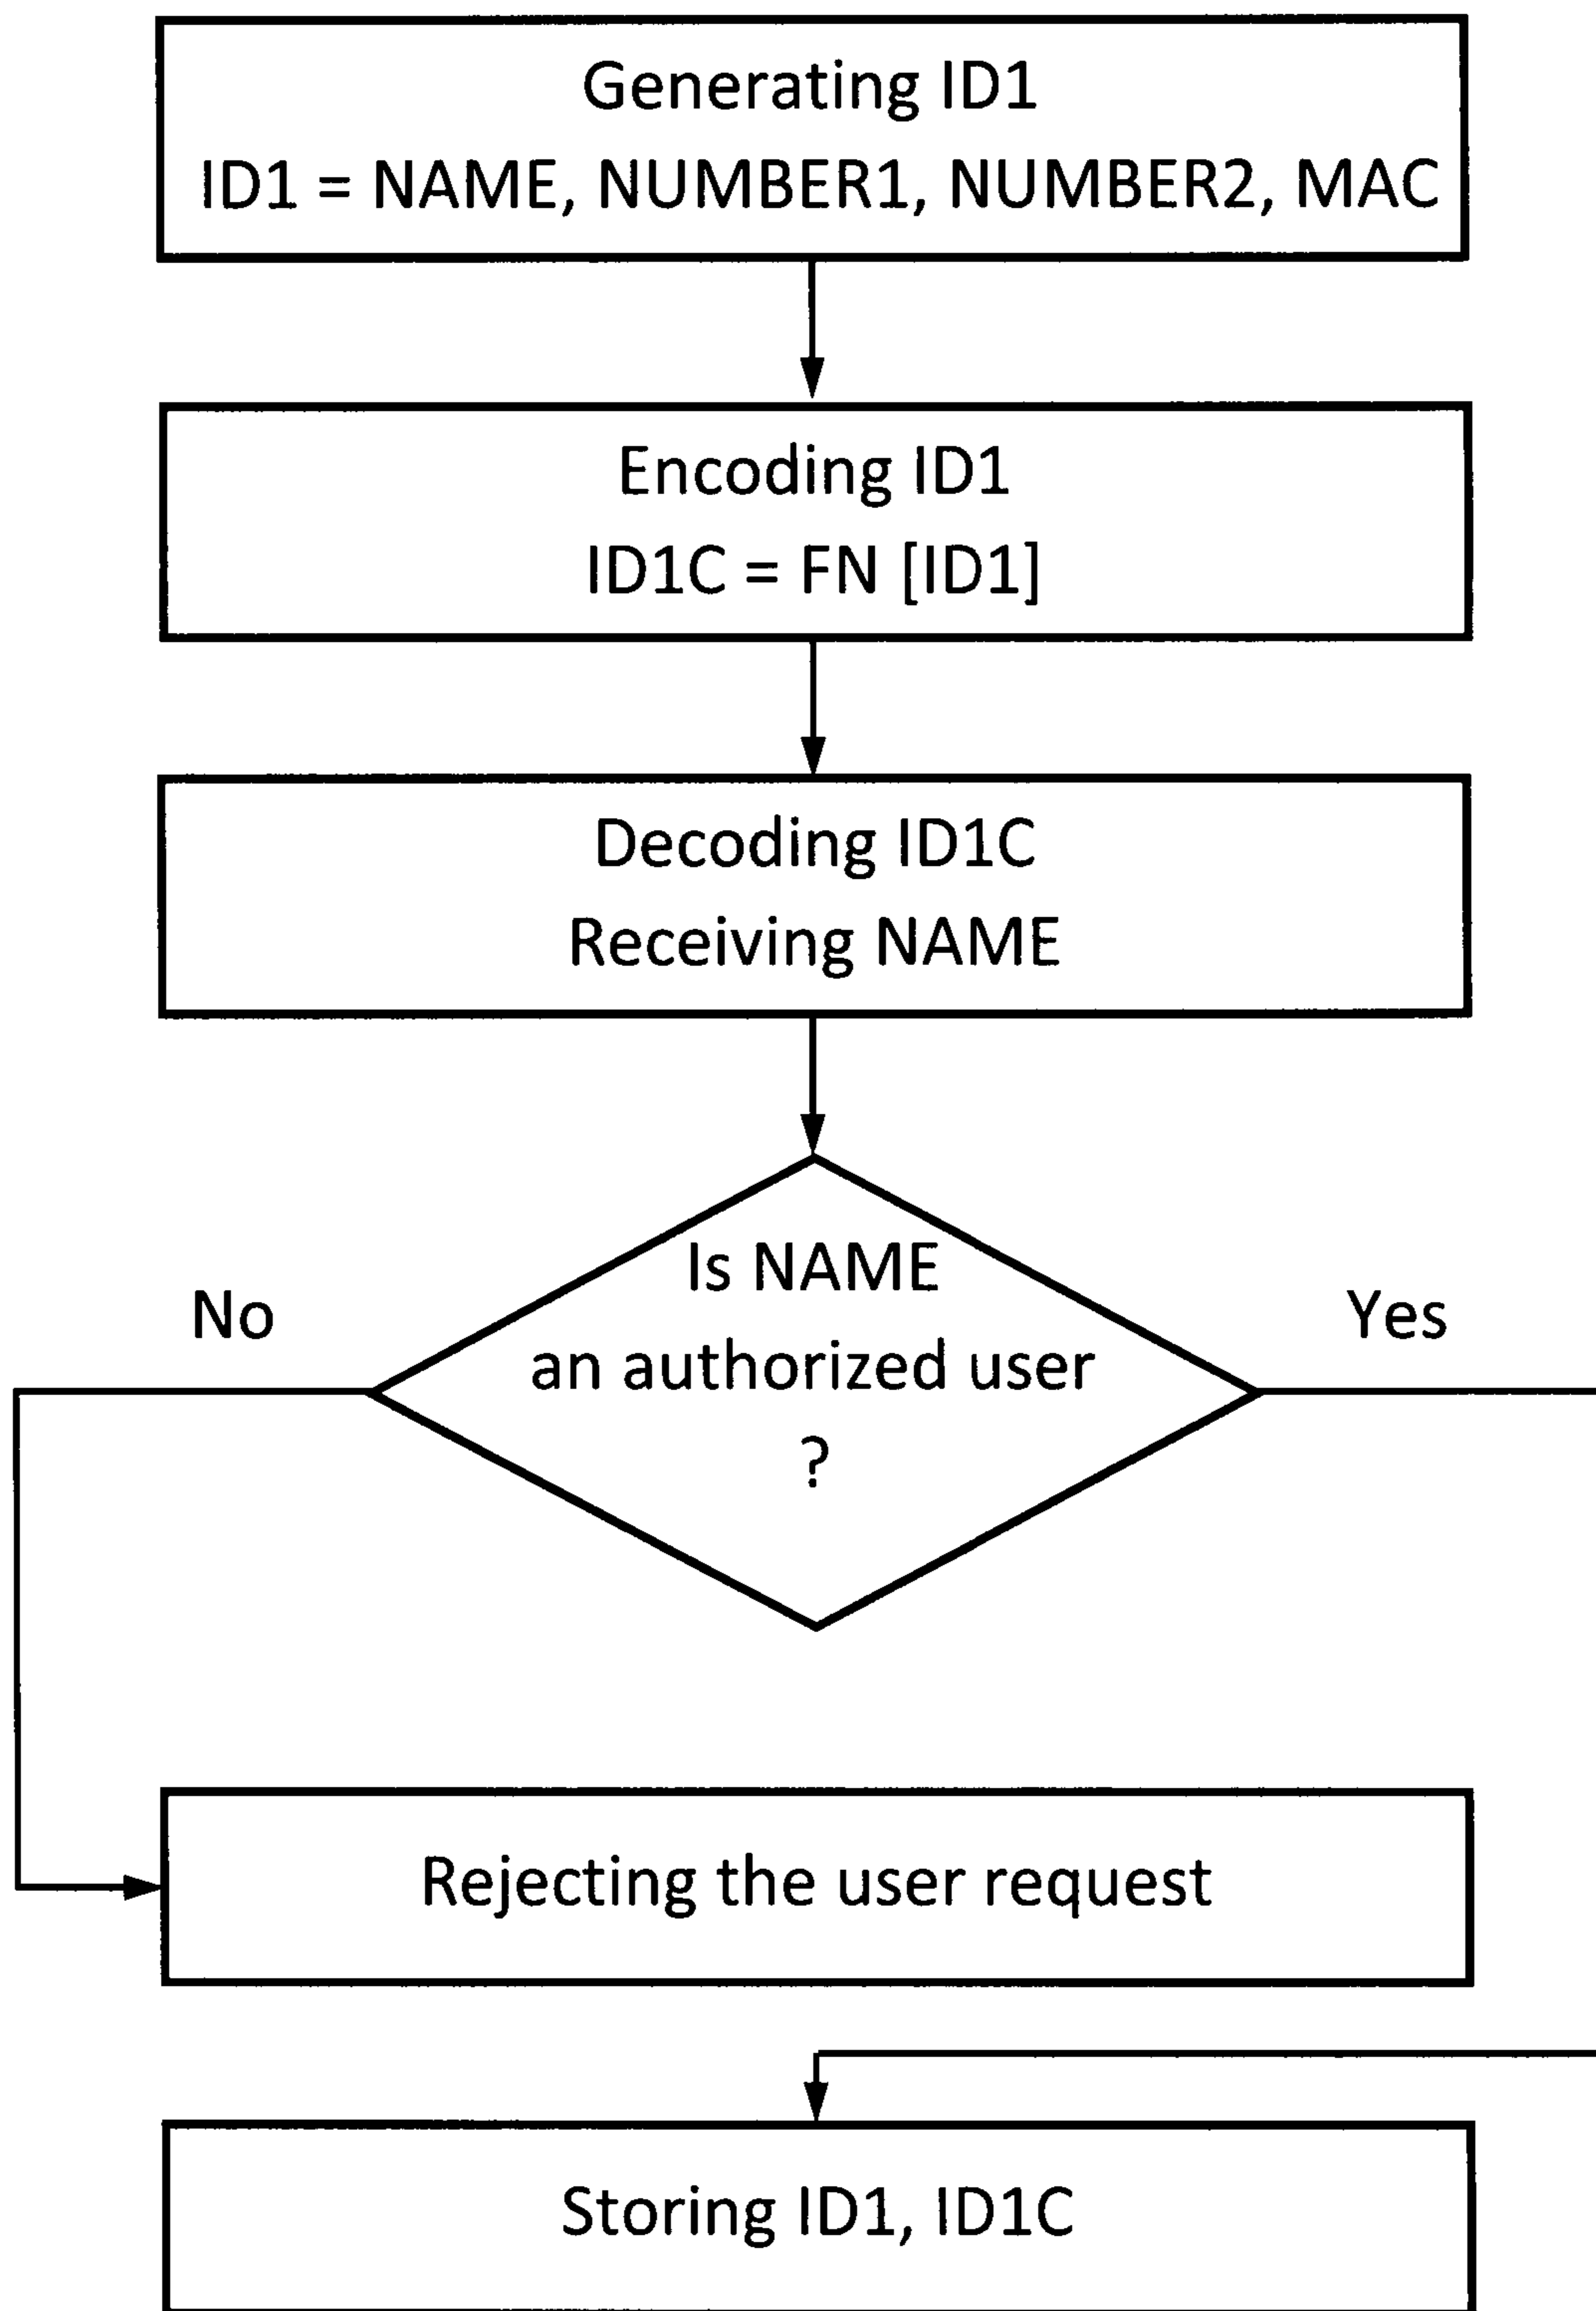 Generating ID1
ID1 = NAME, NUMBER1, NUMBER2, MAC
Encoding ID1
ID1C = FN [ID1]
Decoding ID1C
Receiving NAME
Is NAME
an authorized user
?
No
Yes
Rejecting the user request
Storing ID1, ID1C